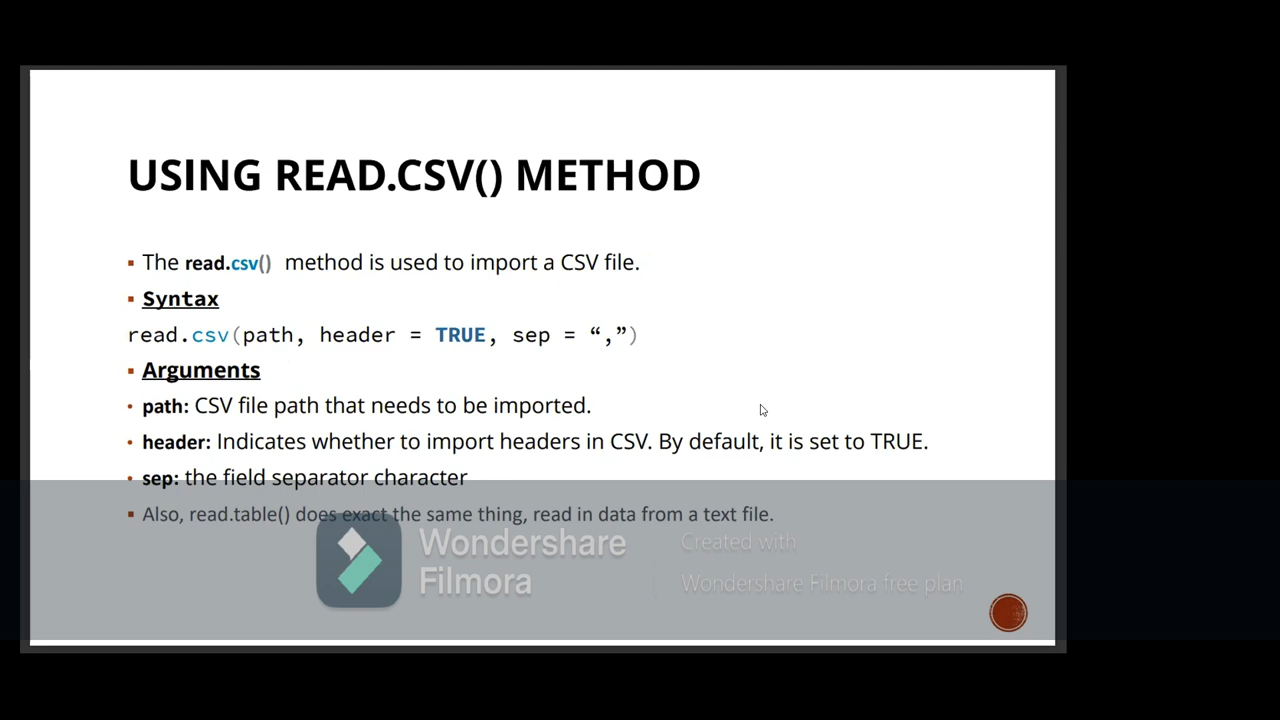 USING READ.CSV() METHOD
The read.csv() method is used to import a CSV file.
Syntax
read.csv(path, header = TRUE, sep = “,”)
Arguments
path: CSV file path that needs to be imported.
header: Indicates whether to import headers in CSV. By default, it is set to TRUE.
sep: the field separator character
Also, read.table() does exact the same thing, read in data from a text file.
Wondershare
Filmora
Created with
Wondershare Filmora free plan